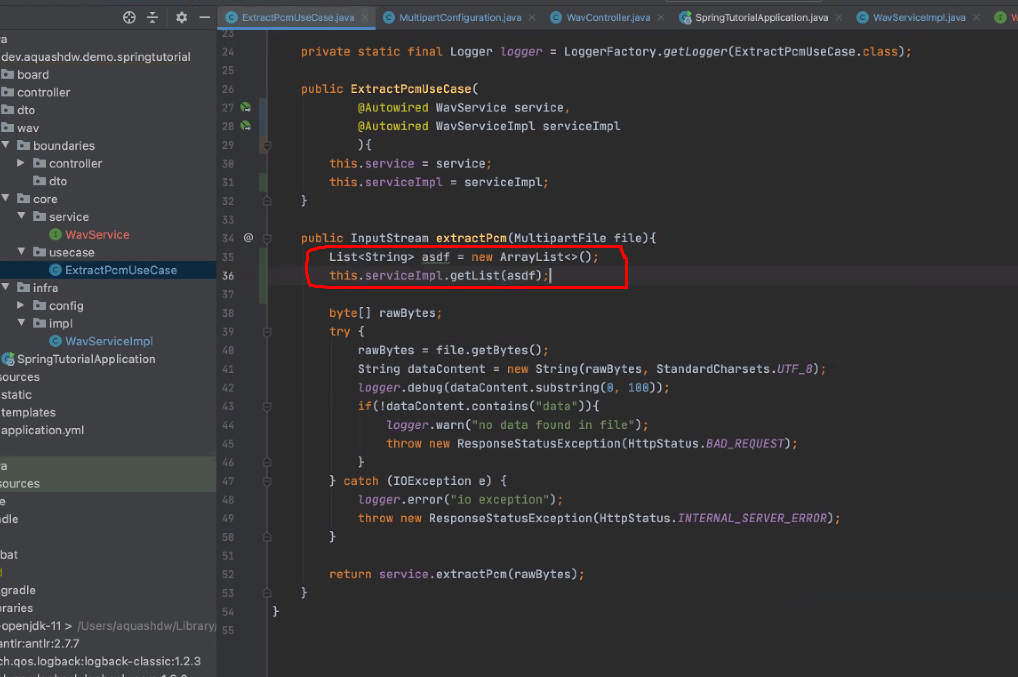 ExtractPcmUseCase.java
MultipartConfiguration.java
WavController.java
SpringTutorialApplication.java
WavServiceImpl.java
W
ra
dev.aquashdw.demo.springtutorial
board
controller
dto
wav
boundaries
controller
dto
core
service
WavService
usecase
ExtractPcmUseCase
infra
config
impl
WavServiceImpl
SpringTutorialApplication
sources
static
templates
application.yml
ra
sources
e
dle
bat
d
.gradle
raries
-openjdk-11 > /Users/aquashdw/Library/
antlr:antlr:2.7.7
ch.qos.logback:logback-classic:1.2.3
23
24 private static final Logger logger = LoggerFactory.getLogger(ExtractPcmUseCase.class);
25
26 public ExtractPcmUseCase(
27 @Autowired WavService service,
28 @Autowired WavServiceImpl serviceImpl
29 ){
30 this.service = service;
31 this.serviceImpl = serviceImpl;
32 }
33
34 @ public InputStream extractPcm(MultipartFile file){
35 List<String> asdf = new ArrayList<>();
36 this.serviceImpl.getList(asdf);
37
38 byte[] rawBytes;
39 try {
40 rawBytes = file.getBytes();
41 String dataContent = new String(rawBytes, StandardCharsets.UTF_8);
42 logger.debug(dataContent.substring(0, 100));
43 if(!dataContent.contains("data")){
44 logger.warn("no data found in file");
45 throw new ResponseStatusException(HttpStatus.BAD_REQUEST);
46 }
47 } catch (IOException e) {
48 logger.error("io exception");
49 throw new ResponseStatusException(HttpStatus.INTERNAL_SERVER_ERROR);
50 }
51
52 return service.extractPcm(rawBytes);
53 }
54 }
55